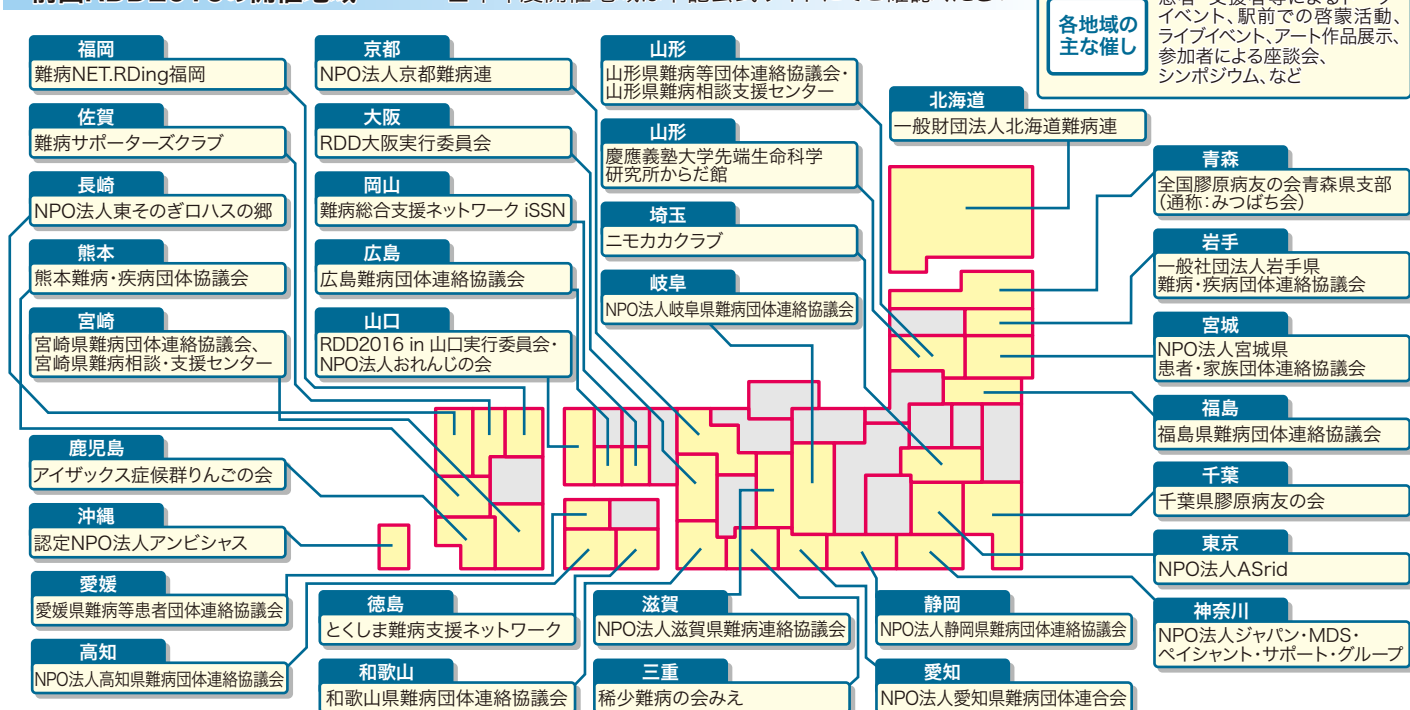 前回RDD2016の開催地域
福岡
難病NET.RDing福岡
佐賀
難病サポーターズクラブ
長崎
NPO法人東そのぎロハスの郷
熊本
熊本難病・疾病団体協議会
宮崎
宮崎県難病団体連絡協議会、
宮崎県難病相談・支援センター
鹿児島
アイザックス症候群りんごの会
沖縄
認定NPO法人アンビシャス
愛媛
愛媛県難病等患者団体連絡協議会
高知
NPO法人高知県難病団体連絡協議会
京都
NPO法人京都難病連
大阪
RDD大阪実行委員会
岡山
難病総合支援ネットワーク iSSN
広島
広島難病団体連絡協議会
山口
RDD2016 in 山口実行委員会・
NPO法人おれんじの会
徳島
とくしま難病支援ネットワーク
和歌山
和歌山県難病団体連絡協議会
山形
山形県難病等団体連絡協議会・
山形県難病相談支援センター
山形
慶應義塾大学先端生命科学
研究所からだ館
埼玉
ニモカカクラブ
岐阜
NPO法人岐阜県難病団体連絡協議会
滋賀
NPO法人滋賀県難病連絡協議会
三重
稀少難病の会みえ
北海道
一般財団法人北海道難病連
静岡
NPO法人静岡県難病団体連絡協議会
愛知
NPO法人愛知県難病団体連合会
各地域の
主な催し
イベント、駅前での啓蒙活動、
ライブイベント、アート作品展示、
参加者による座談会、
シンポジウム、など
青森
全国膠原病友の会青森県支部
(通称:みつばち会)
岩手
一般社団法人岩手県
難病・疾病団体連絡協議会
宮城
NPO法人宮城県
患者・家族団体連絡協議会
福島
福島県難病団体連絡協議会
千葉
千葉県膠原病友の会
東京
NPO法人ASrid
神奈川
NPO法人ジャパン・MDS・
ペイシャント・サポート・グループ